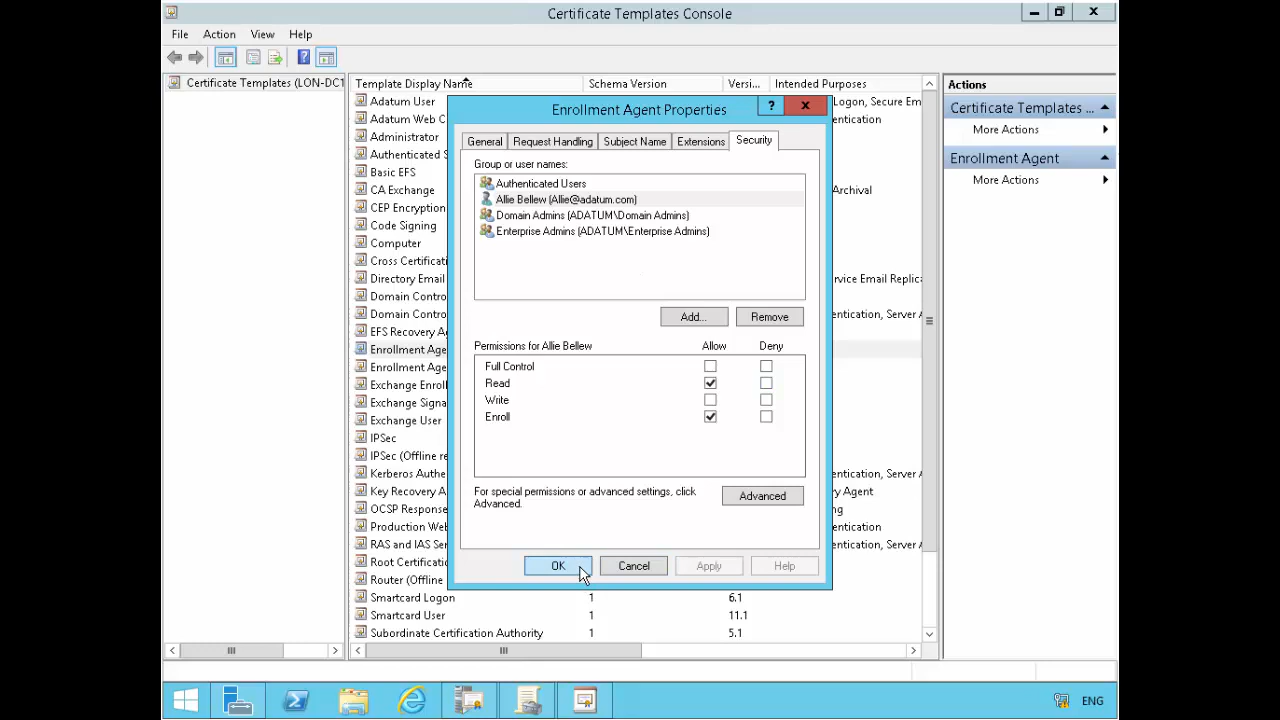 Certificate Templates Console
File Action View Help
Certificate Templates (LON-DC1
Template Display Name Schema Version Versi... Intended Purposes
Adatum User
Adatum Web C
Administrator
Authenticated S
Basic EFS
CA Exchange
CEP Encryption
Code Signing
Computer
Cross Certificati
Directory Email
Domain Contro
Domain Contro
EFS Recovery Ag
Enrollment Age
Enrollment Age
Exchange Enroll
Exchange Signa
Exchange User
IPSec
IPSec (Offline re
Kerberos Authe
Key Recovery A
OCSP Response
Production Web
RAS and IAS Ser
Root Certificatio
Router (Offline
Smartcard Logon 1 6.1
Smartcard User 1 11.1
Subordinate Certification Authority 1 5.1
Logon, Secure Em
entication
Archival
rvice Email Replica
entication, Server A
entication, Server A
ry Agent
ng
entication
entication, Server A
Enrollment Agent Properties
General Request Handling Subject Name Extensions Security
Group or user names:
Authenticated Users
Allie Bellew (Allie@adatum.com)
Domain Admins (ADATUM\Domain Admins)
Enterprise Admins (ADATUM\Enterprise Admins)
Add... Remove
Permissions for Allie Bellew Allow Deny
Full Control
Read
Write
Enroll
For special permissions or advanced settings, click
Advanced.
Advanced
OK Cancel Apply Help
Actions
Certificate Templates ...
More Actions
Enrollment Agent
More Actions
ENG